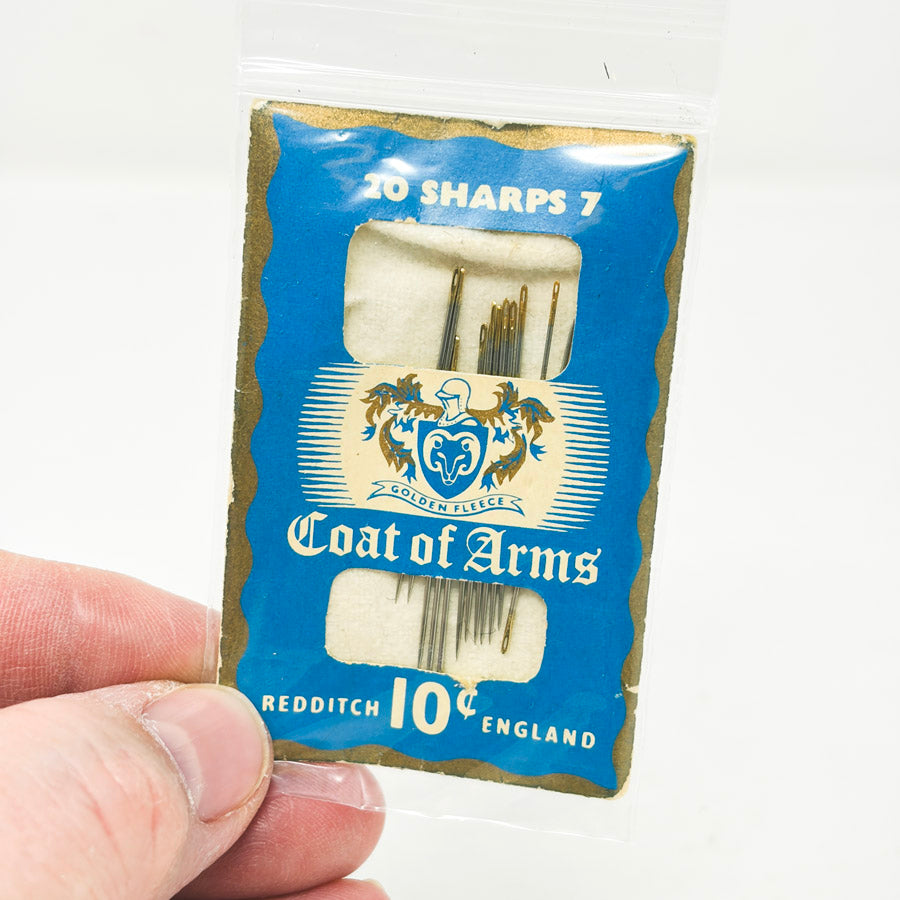 20 SHARPS 7
GOLDEN FLEECE
Coat of Arms
REDDITCH 10¢ ENGLAND